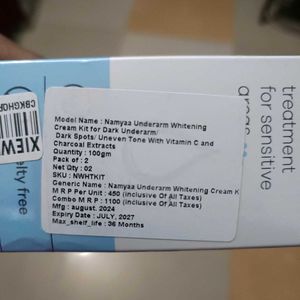 treatment
for sensitive
areas
CBKGHOP
XIEW
lty free
Model Name : Namyaa Underarm Whitening
Cream Kit for Dark Underarm/
Dark Spots/ Uneven Tone With Vitamin C and
Charcoal Extracts
Quantity : 100gm
Pack of : 2
Net Qty : 02
SKU : NWHTKIT
Generic Name : Namyaa Underarm Whitening Cream K
M R P Per Unit : 450 (inclusive Of All Taxes)
Combo M R P : 1100 (inclusive Of All Taxes)
Mfg : august. 2024
Expiry Date : JULY, 2027
Max_shelf_life : 36 Months